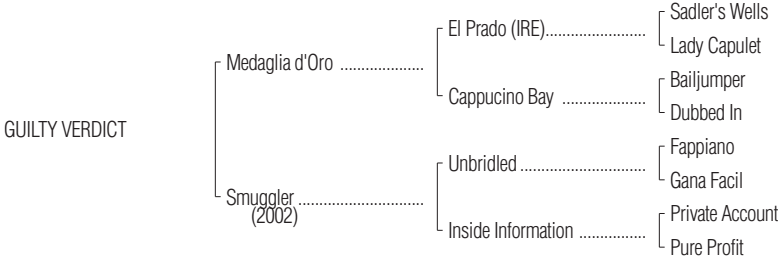 Sadler's Wells
El Prado (IRE)........................
Lady Capulet
Medaglia d'Oro ....................
Bailjumper
Cappucino Bay ....................
Dubbed In
GUILTY VERDICT
Fappiano
Unbridled ..............................
Gana Facil
Smuggler ..............................
(2002)
Private Account
Inside Information ................
Pure Profit